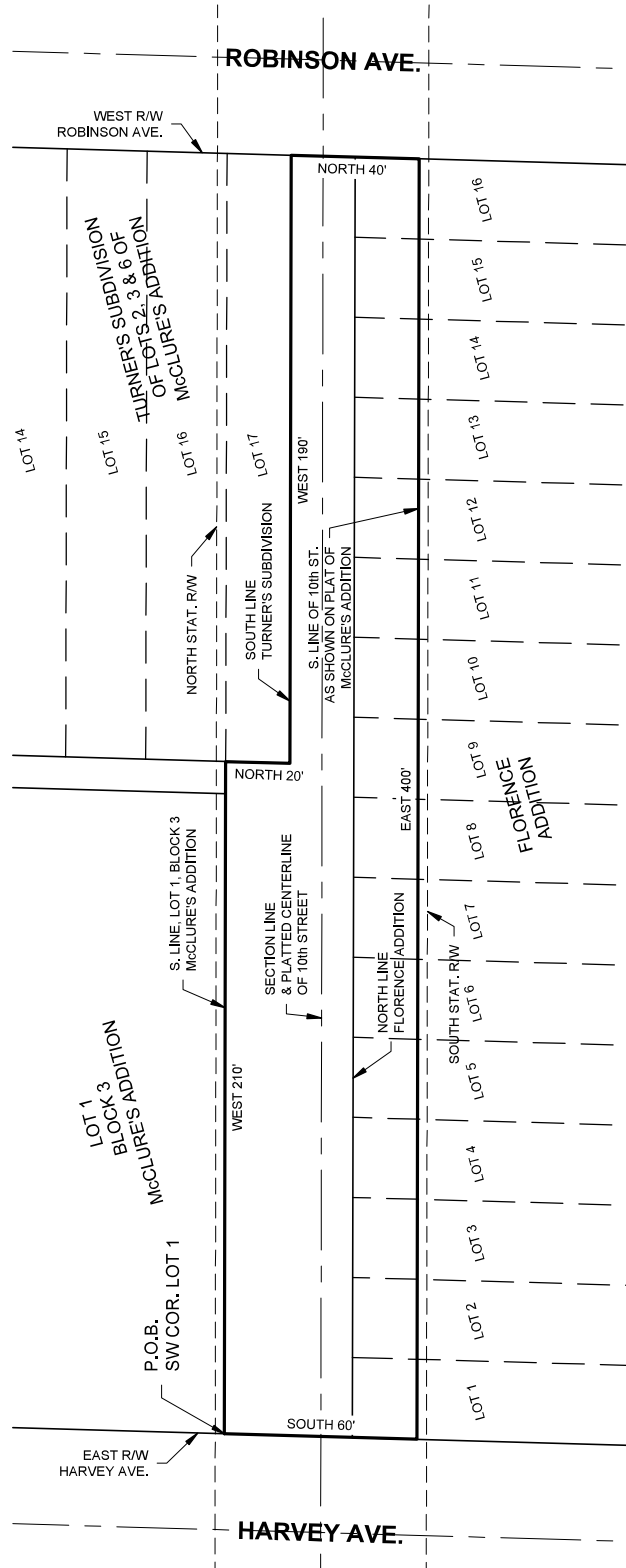 ROBINSON AVE.
WEST R/W
ROBINSON AVE.
NORTH 40'
TURNER'S SUBDIVISION
OF LOTS 2, 3 & 6 OF
McCLURE'S ADDITION
LOT 14
LOT 15
LOT 16
LOT 17
NORTH STAT. R/W
SOUTH LINE
TURNER'S SUBDIVISION
WEST 190'
S. LINE OF 10th ST.
AS SHOWN ON PLAT OF
McCLURE'S ADDITION
LOT 16
LOT 15
LOT 14
LOT 13
LOT 12
LOT 11
LOT 10
LOT 9
LOT 8
LOT 7
LOT 6
LOT 5
LOT 4
LOT 3
LOT 2
LOT 1
FLORENCE
ADDITION
NORTH 20'
EAST 400'
S. LINE, LOT 1, BLOCK 3
McCLURE'S ADDITION
SECTION LINE
& PLATTED CENTERLINE
OF 10th STREET
NORTH LINE
FLORENCE ADDITION
SOUTH STAT. R/W
WEST 210'
LOT 1
BLOCK 3
McCLURE'S ADDITION
P.O.B.
SW COR. LOT 1
SOUTH 60'
EAST R/W
HARVEY AVE.
HARVEY AVE.